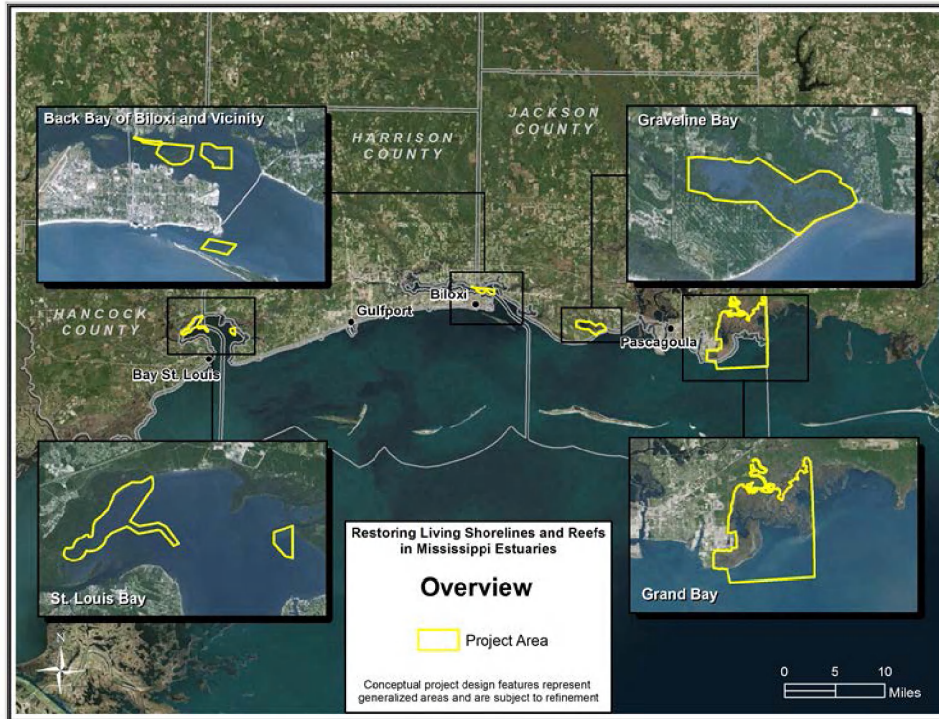 Back Bay of Biloxi and Vicinity
HARRISON
COUNTY
JACKSON
COUNTY
Graveline Bay
HANCOCK
COUNTY
Gulfport
Biloxi
Pascagoula
Bay St. Louis
St. Louis Bay
Grand Bay
Restoring Living Shorelines and Reefs
in Mississippi Estuaries
Overview
Project Area
Conceptual project design features represent
generalized areas and are subject to refinement
N
0 5 10
Miles